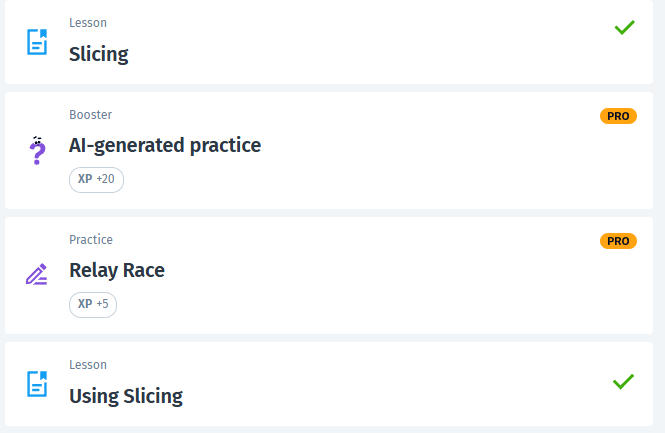 Lesson
Slicing
Booster
PRO
AI-generated practice
XP +20
Practice
PRO
Relay Race
XP +5
Lesson
Using Slicing